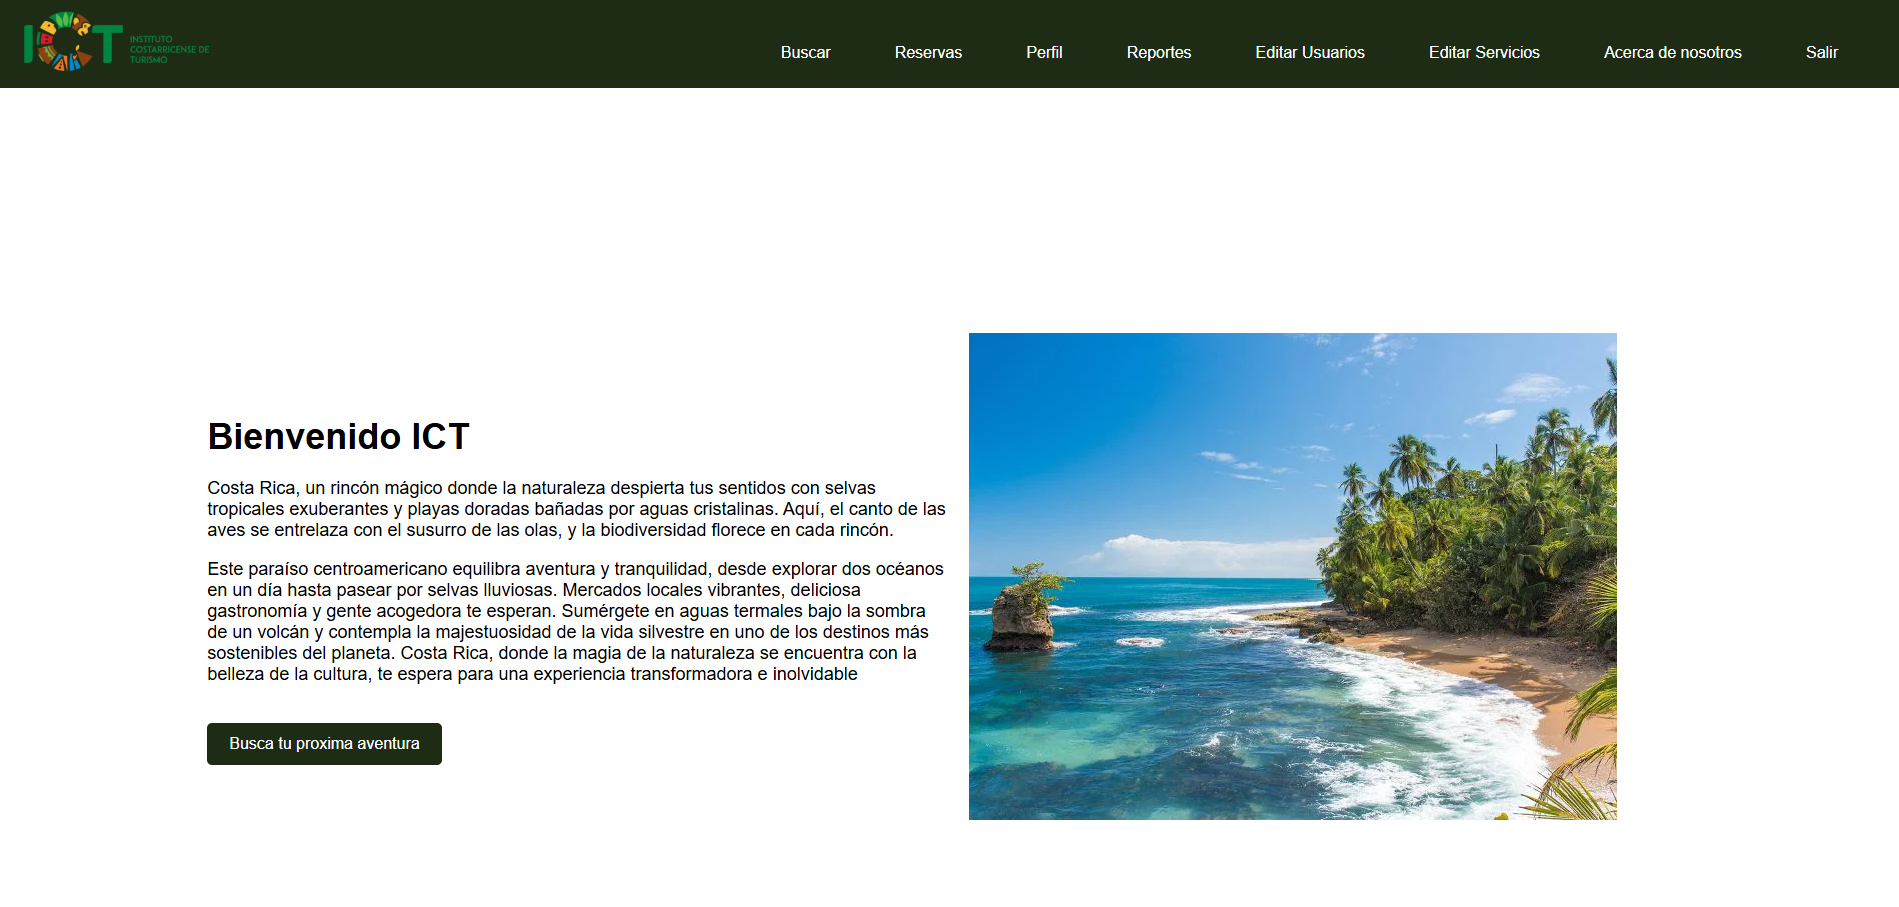 ICT
INSTITUTO
COSTARRICENSE DE
TURISMO
Buscar
Reservas
Perfil
Reportes
Editar Usuarios
Editar Servicios
Acerca de nosotros
Salir
Bienvenido ICT
Costa Rica, un rincón mágico donde la naturaleza despierta tus sentidos con selvas
tropicales exuberantes y playas doradas bañadas por aguas cristalinas. Aquí, el canto de las
aves se entrelaza con el susurro de las olas, y la biodiversidad florece en cada rincón.
Este paraíso centroamericano equilibra aventura y tranquilidad, desde explorar dos océanos
en un día hasta pasear por selvas lluviosas. Mercados locales vibrantes, deliciosa
gastronomía y gente acogedora te esperan. Sumérgete en aguas termales bajo la sombra
de un volcán y contempla la majestuosidad de la vida silvestre en uno de los destinos más
sostenibles del planeta. Costa Rica, donde la magia de la naturaleza se encuentra con la
belleza de la cultura, te espera para una experiencia transformadora e inolvidable
Busca tu proxima aventura